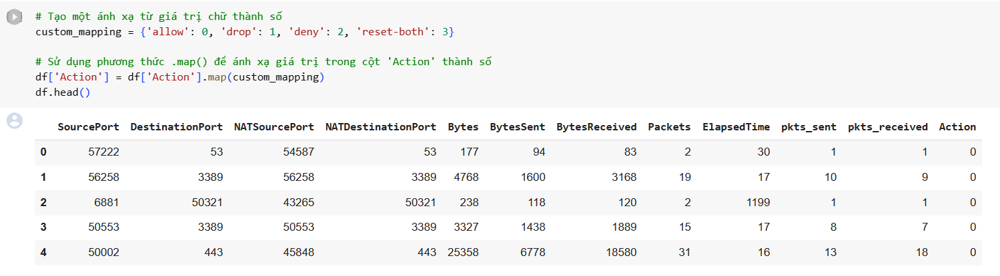 # Tạo một ánh xạ từ giá trị chữ thành số
custom_mapping = {'allow': 0, 'drop': 1, 'deny': 2, 'reset-both': 3}
# Sử dụng phương thức .map() để ánh xạ giá trị trong cột 'Action' thành số
df['Action'] = df['Action'].map(custom_mapping)
df.head()
SourcePort DestinationPort NATSourcePort NATDestinationPort Bytes BytesSent BytesReceived Packets ElapsedTime pkts_sent pkts_received Action
0 57222 53 54587 53 177 94 83 2 30 1 1 0
1 56258 3389 56258 3389 4768 1600 3168 19 17 10 9 0
2 6881 50321 43265 50321 238 118 120 2 1199 1 1 0
3 50553 3389 50553 3389 3327 1438 1889 15 17 8 7 0
4 50002 443 45848 443 25358 6778 18580 31 16 13 18 0